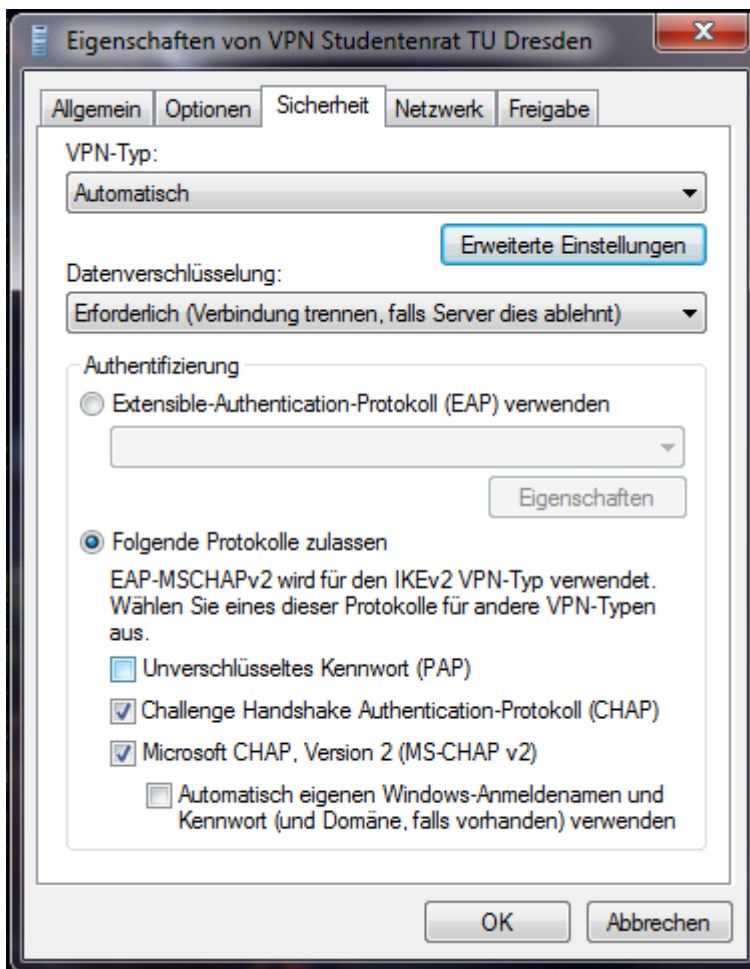 Eigenschaften von VPN Studentenrat TU Dresden
Allgemein Optionen Sicherheit Netzwerk Freigabe
VPN-Typ:
Automatisch
Erweiterte Einstellungen
Datenverschlüsselung:
Erforderlich (Verbindung trennen, falls Server dies ablehnt)
Authentifizierung
Extensible-Authentication-Protokoll (EAP) verwenden
Eigenschaften
Folgende Protokolle zulassen
EAP-MSCHAPv2 wird für den IKEv2 VPN-Typ verwendet.
Wählen Sie eines dieser Protokolle für andere VPN-Typen
aus.
Unverschlüsseltes Kennwort (PAP)
Challenge Handshake Authentication-Protokoll (CHAP)
Microsoft CHAP, Version 2 (MS-CHAP v2)
Automatisch eigenen Windows-Anmeldenamen und
Kennwort (und Domäne, falls vorhanden) verwenden
OK Abbrechen